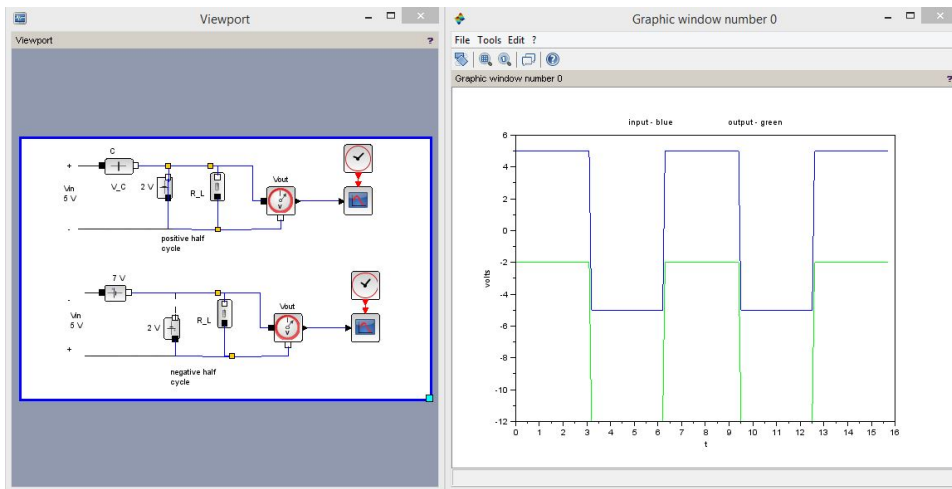 Viewport
Viewport ?
C
+
V_C
2 V
R_L
Vout
Vin
5 V
-
positive half
cycle
7 V
-
Vin
5 V
2 V
R_L
Vout
+
negative half
cycle
Graphic window number 0
File Tools Edit ?
Graphic window number 0 ?
input - blue output - green
6
4
2
0
-2
-4
-6
-8
-10
-12
volts
0 1 2 3 4 5 6 7 8 9 10 11 12 13 14 15 16
t